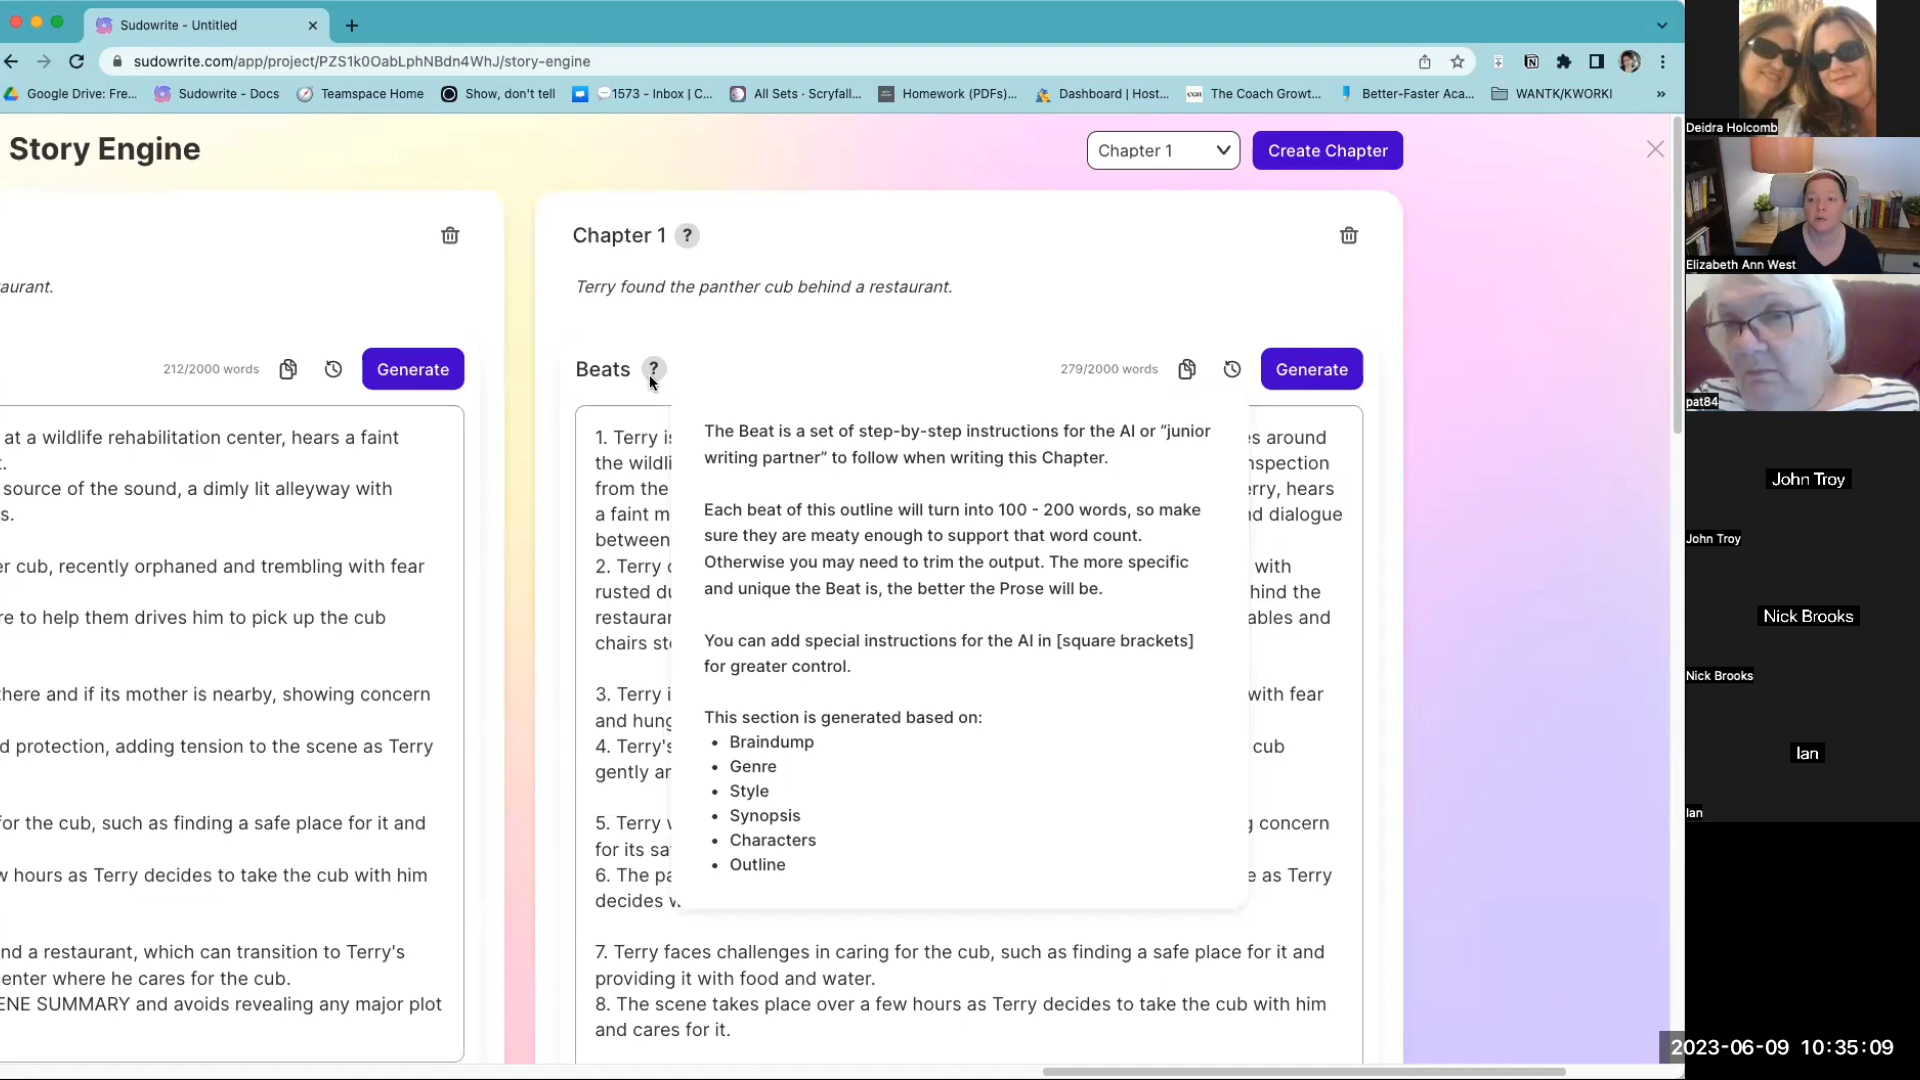 Sudowrite - Untitled
sudowrite.com/app/project/PZS1k0OabLphNBdn4WhJ/story-engine
Google Drive: Fre...
Sudowrite - Docs
Teamspace Home
Show, don't tell
1573 - Inbox | C...
All Sets · Scryfall...
Homework (PDFs)...
Dashboard | Host...
The Coach Growt...
Better-Faster Aca...
WANTK/KWORKI
»
Story Engine
Chapter 1
Create Chapter
aurant.
212/2000 words
Generate
at a wildlife rehabilitation center, hears a faint
t.
source of the sound, a dimly lit alleyway with
s.
er cub, recently orphaned and trembling with fear
re to help them drives him to pick up the cub
here and if its mother is nearby, showing concern
d protection, adding tension to the scene as Terry
for the cub, such as finding a safe place for it and
w hours as Terry decides to take the cub with him
nd a restaurant, which can transition to Terry's
enter where he cares for the cub.
ENE SUMMARY and avoids revealing any major plot
Chapter 1 ?
Terry found the panther cub behind a restaurant.
Beats ?
279/2000 words
Generate
1. Terry is
es around
the wildli
nspection
from the
erry, hears
a faint m
nd dialogue
between
2. Terry
with
rusted du
hind the
restaurar
ables and
chairs st
3. Terry i
with fear
and hung
4. Terry's
cub
gently ar
5. Terry
g concern
for its sa
6. The pa
e as Terry
decides w
7. Terry faces challenges in caring for the cub, such as finding a safe place for it and
providing it with food and water.
8. The scene takes place over a few hours as Terry decides to take the cub with him
and cares for it.
The Beat is a set of step-by-step instructions for the AI or “junior
writing partner” to follow when writing this Chapter.
Each beat of this outline will turn into 100 - 200 words, so make
sure they are meaty enough to support that word count.
Otherwise you may need to trim the output. The more specific
and unique the Beat is, the better the Prose will be.
You can add special instructions for the AI in [square brackets]
for greater control.
This section is generated based on:
• Braindump
• Genre
• Style
• Synopsis
• Characters
• Outline
Deidra Holcomb
Elizabeth Ann West
pat84
John Troy
John Troy
Nick Brooks
Nick Brooks
Ian
Ian
2023-06-09 10:35:09